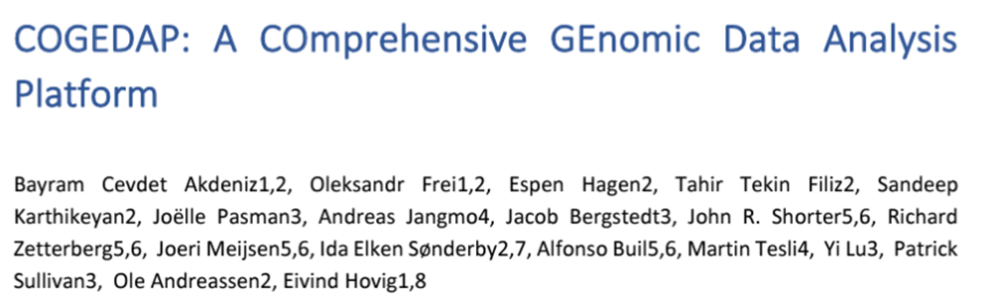 COGEDAP: A COmprehensive GEnomic Data Analysis
Platform
Bayram Cevdet Akdeniz1,2, Oleksandr Frei1,2, Espen Hagen2, Tahir Tekin Filiz2, Sandeep
Karthikeyan2, Joëlle Pasman3, Andreas Jangmo4, Jacob Bergstedt3, John R. Shorter5,6, Richard
Zetterberg5,6, Joeri Meijsen5,6, Ida Elken Sønderby2,7, Alfonso Buil5,6, Martin Tesli4, Yi Lu3, Patrick
Sullivan3, Ole Andreassen2, Eivind Hovig1,8